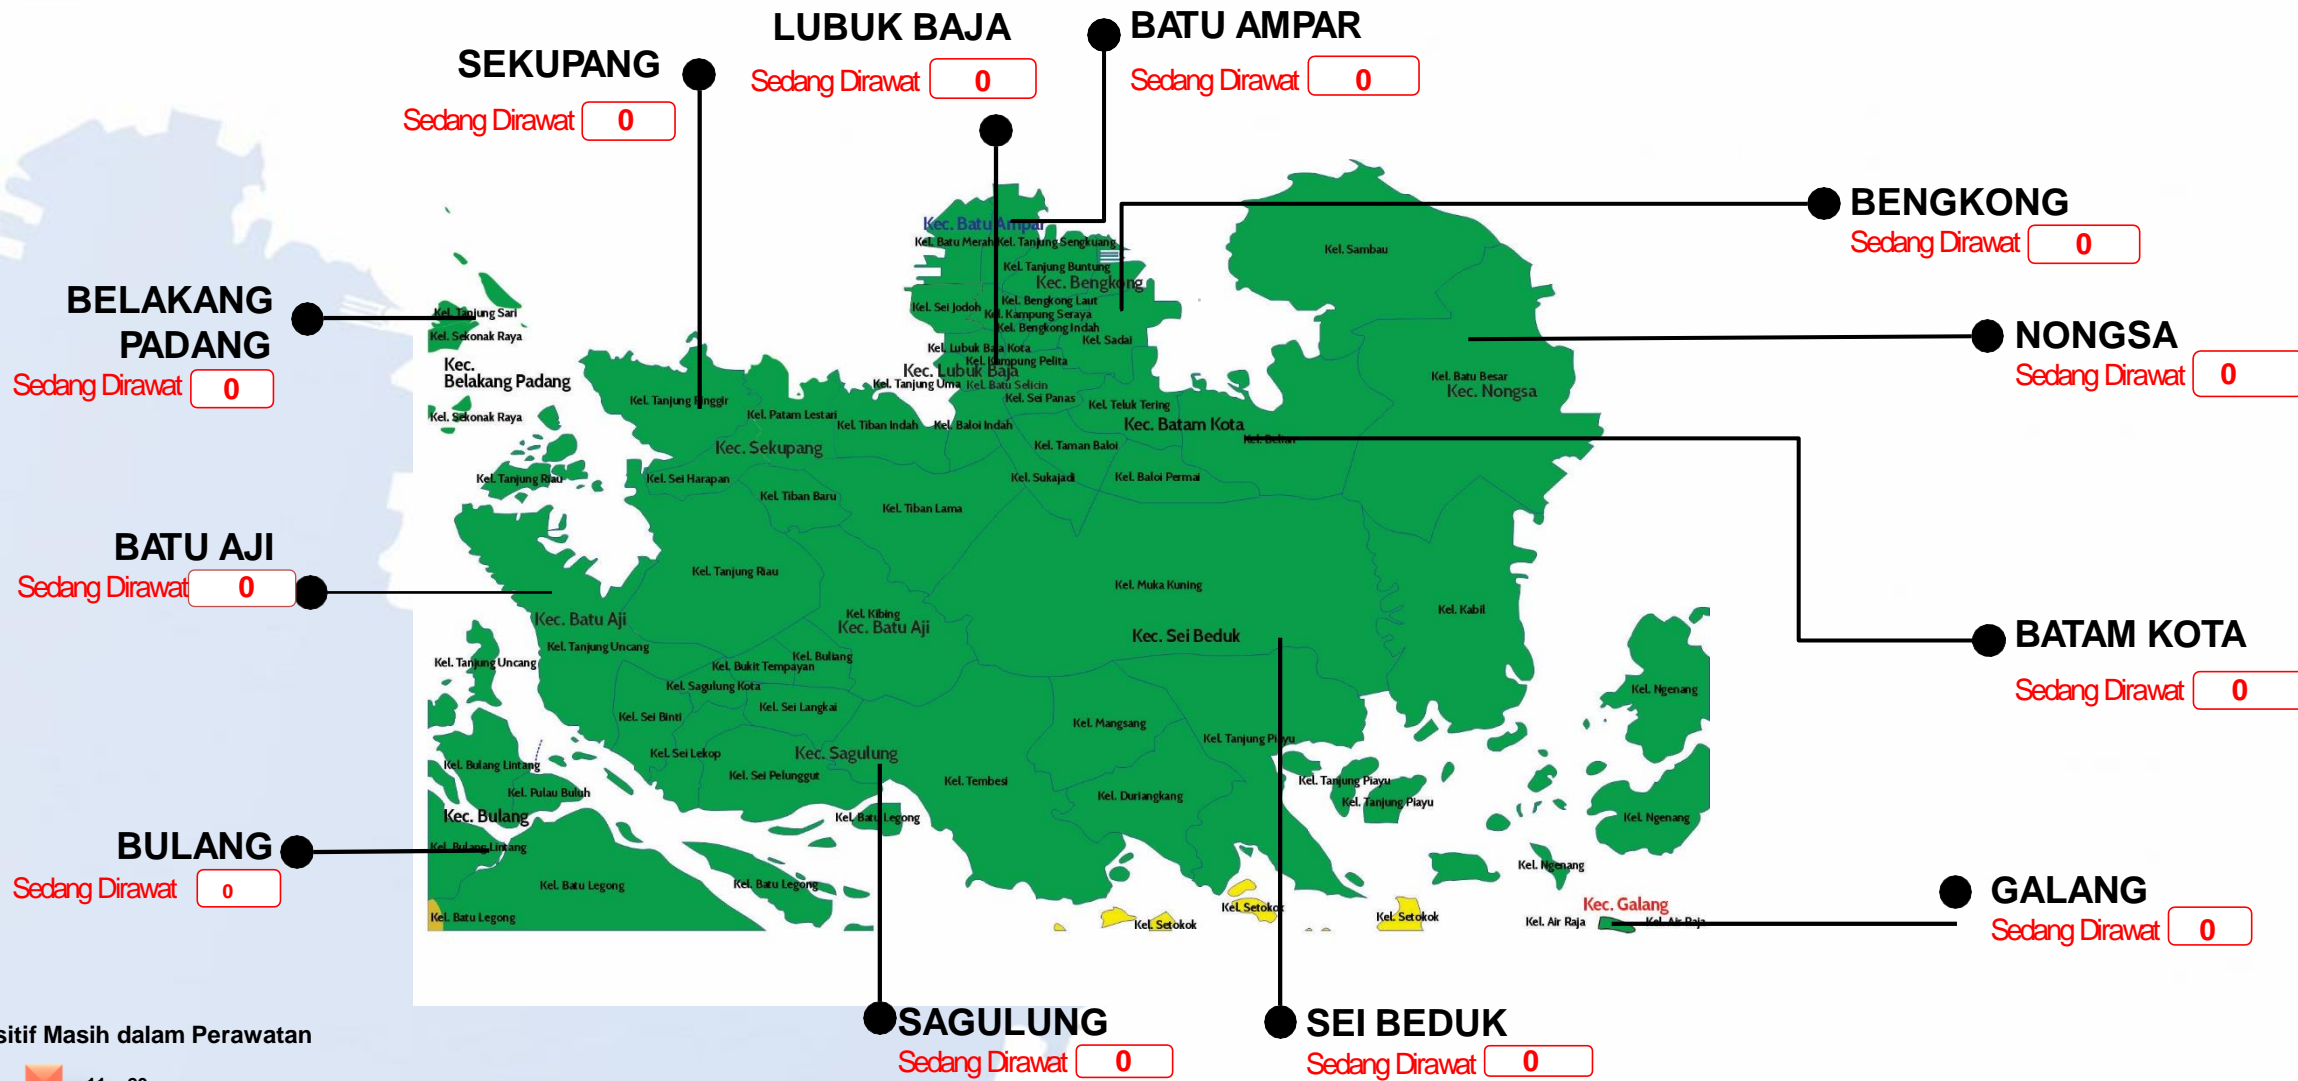 LUBUK BAJA
Sedang Dirawat 0
BATU AMPAR
Sedang Dirawat 0
SEKUPANG
Sedang Dirawat 0
BENGKONG
Sedang Dirawat 0
BELAKANG
PADANG
Sedang Dirawat 0
NONGSA
Sedang Dirawat 0
BATU AJI
Sedang Dirawat 0
BATAM KOTA
Sedang Dirawat 0
BULANG
Sedang Dirawat 0
GALANG
Sedang Dirawat 0
SAGULUNG
Sedang Dirawat 0
SEI BEDUK
Sedang Dirawat 0
Kec. Batu Ampar
Kel. Batu Merah
Kel. Tanjung Sengkuang
Kel. Sambau
Kel. Tanjung Buntung
Kec. Bengkong
Kel. Bengkong Laut
Kel. Sei Jodoh
Kel. Kampung Seraya
Kel. Bengkong Indah
Kel. Sadai
Kel. Lubuk Baja Kota
Kel. Kampung Pelita
Kec. Lubuk Baja
Kel. Tanjung Uma
Kel. Batu Selicin
Kel. Tanjung Sari
Kel. Sekonak Raya
Kec.
Belakang Padang
Kel. Sekonak Raya
Kel. Batu Besar
Kec. Nongsa
Kel. Tanjung Pinggir
Kel. Patam Lestari
Kel. Sei Panas
Kel. Teluk Tering
Kel. Tiban Indah
Kel. Baloi Indah
Kec. Batam Kota
Kel. Belian
Kec. Sekupang
Kel. Taman Baloi
Kel. Tanjung Riau
Kel. Sei Harapan
Kel. Sukajadi
Kel. Baloi Permai
Kel. Tiban Baru
Kel. Tiban Lama
Kel. Tanjung Riau
Kel. Muka Kuning
Kel. Kabil
Kec. Batu Aji
Kel. Kibing
Kec. Batu Aji
Kec. Sei Beduk
Kel. Tanjung Uncang
Kel. Tanjung Uncang
Kel. Buliang
Kel. Bukit Tempayan
Kel. Sagulung Kota
Kel. Ngenang
Kel. Sei Langkai
Kel. Sei Binti
Kel. Mangsang
Kel. Tanjung Piayu
Kel. Sei Lekop
Kec. Sagulung
Kel. Bulang Lintang
Kel. Sei Pelunggut
Kel. Tembesi
Kel. Tanjung Piayu
Kel. Pulau Buluh
Kel. Duriangkang
Kel. Tanjung Piayu
Kec. Bulang
Kel. Batu Legong
Kel. Ngenang
Kel. Bulang Lintang
Kel. Ngenang
Kel. Batu Legong
Kel. Batu Legong
Kec. Galang
Kel. Setokok
Kel. Batu Legong
Kel. Setokok
Kel. Setokok
Kel. Air Raja
Kel. Air Raja
sitif Masih dalam Perawatan